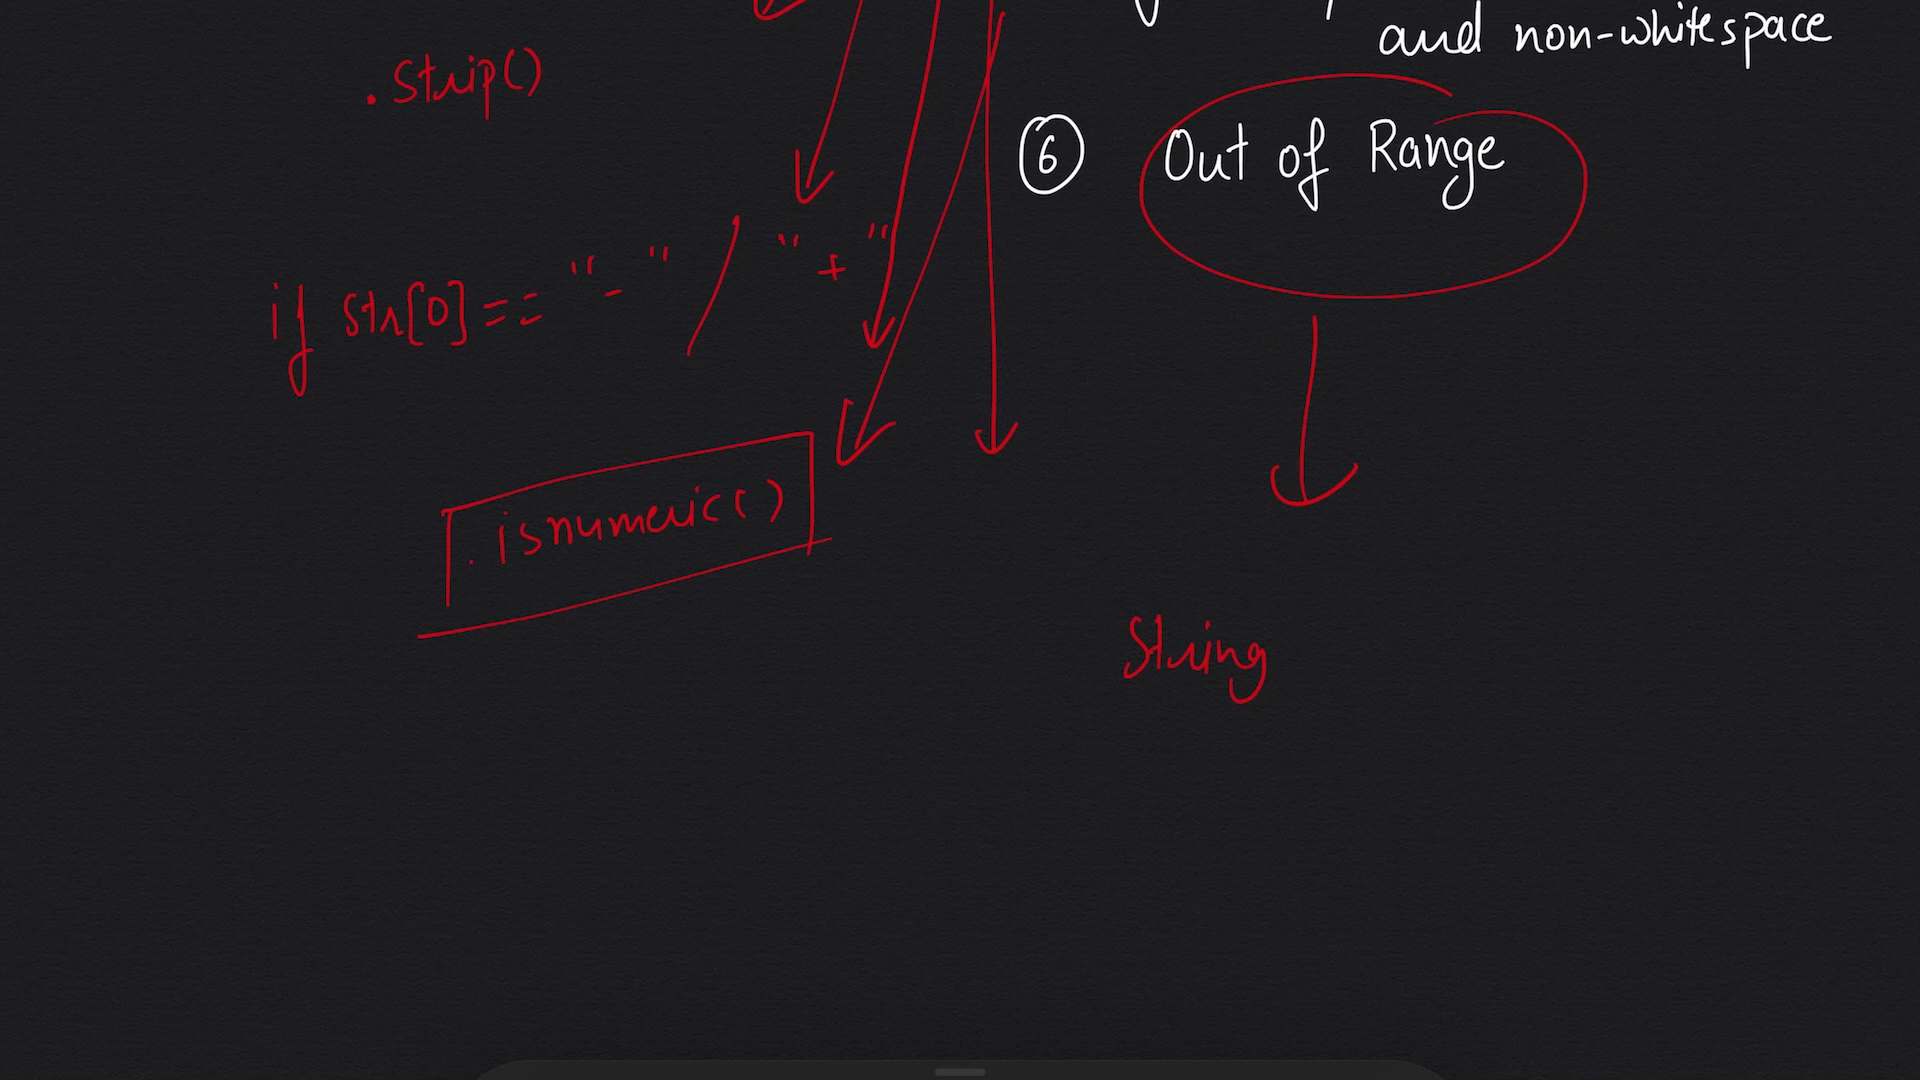 and non-whitespace
.strip()
6 Out of Range
if str[0] == "-" / "+"
.isnumeric()
String